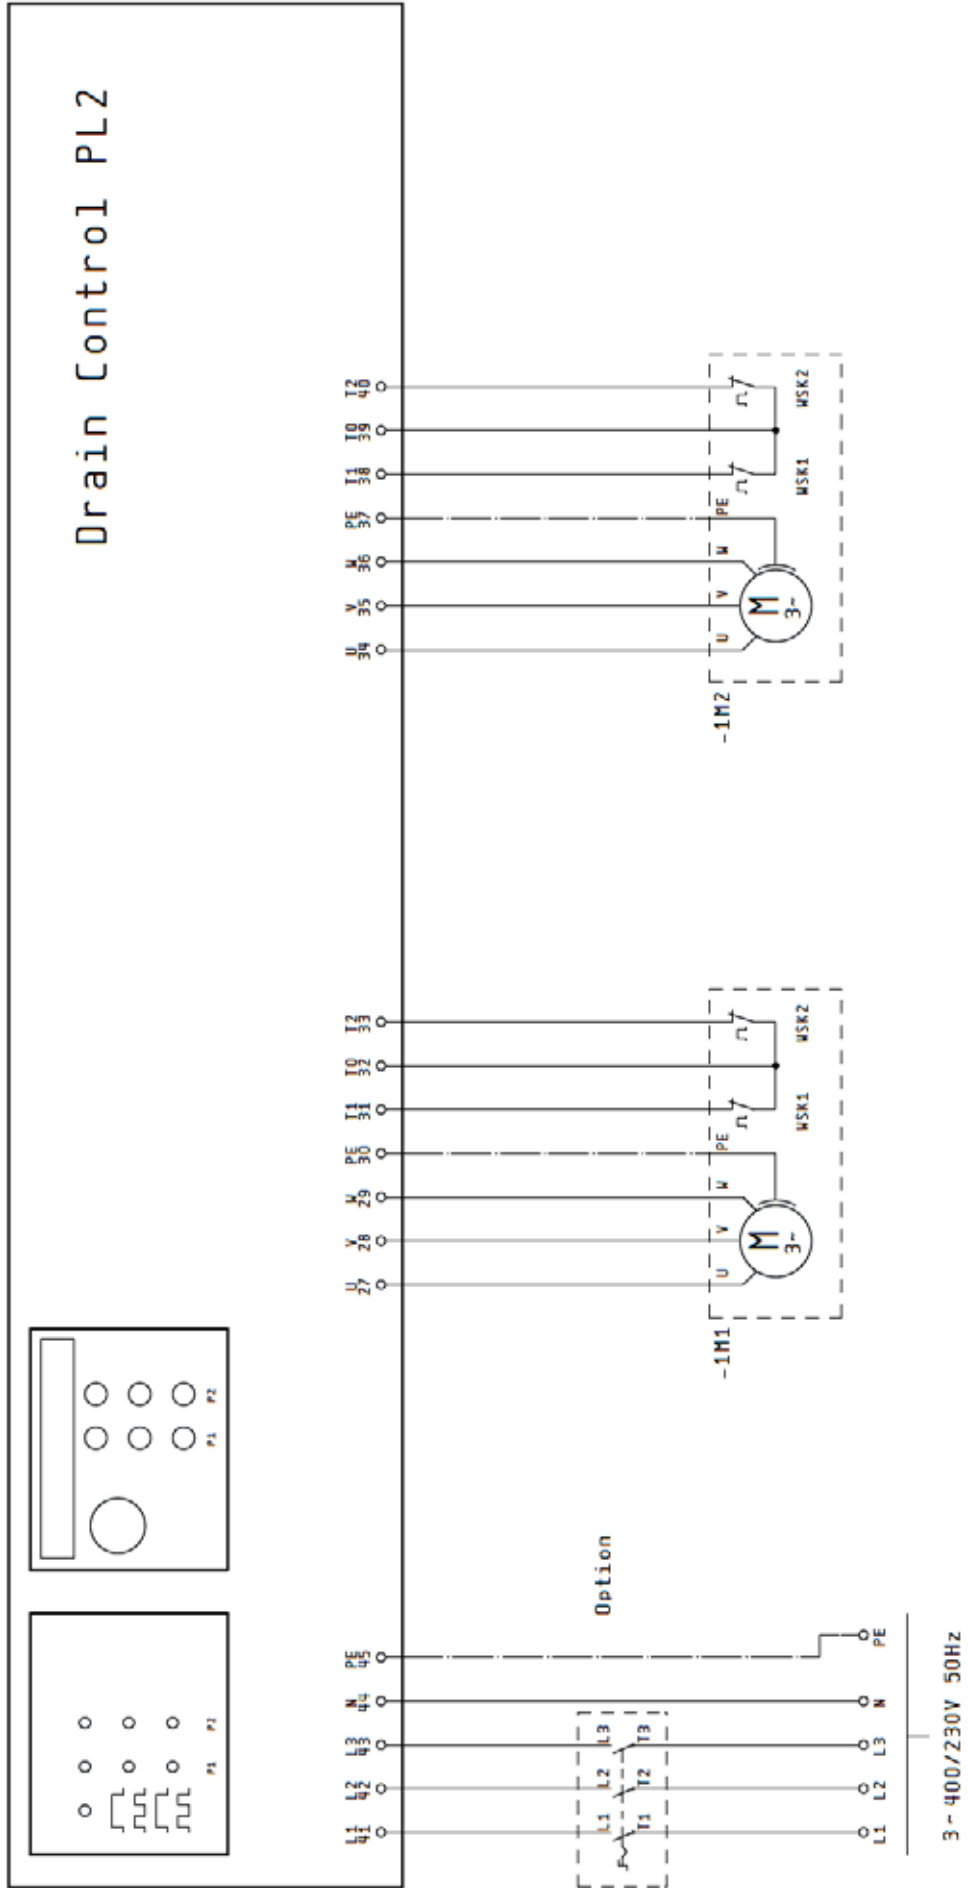 Drain Control PL2
P1 P2
P1 P2
L1 L2 L3 N PE
41 42 43 44 45
U V W PE T1 T0 T2
27 28 29 30 31 32 33
U V W PE T1 T0 T2
34 35 36 37 38 39 40
Option
L1 L2 L3
T1 T2 T3
L1 L2 L3 N PE
3~400/230V 50Hz
-1M1
U V W PE
M
3~
WSK1 WSK2
-1M2
U V W PE
M
3~
WSK1 WSK2